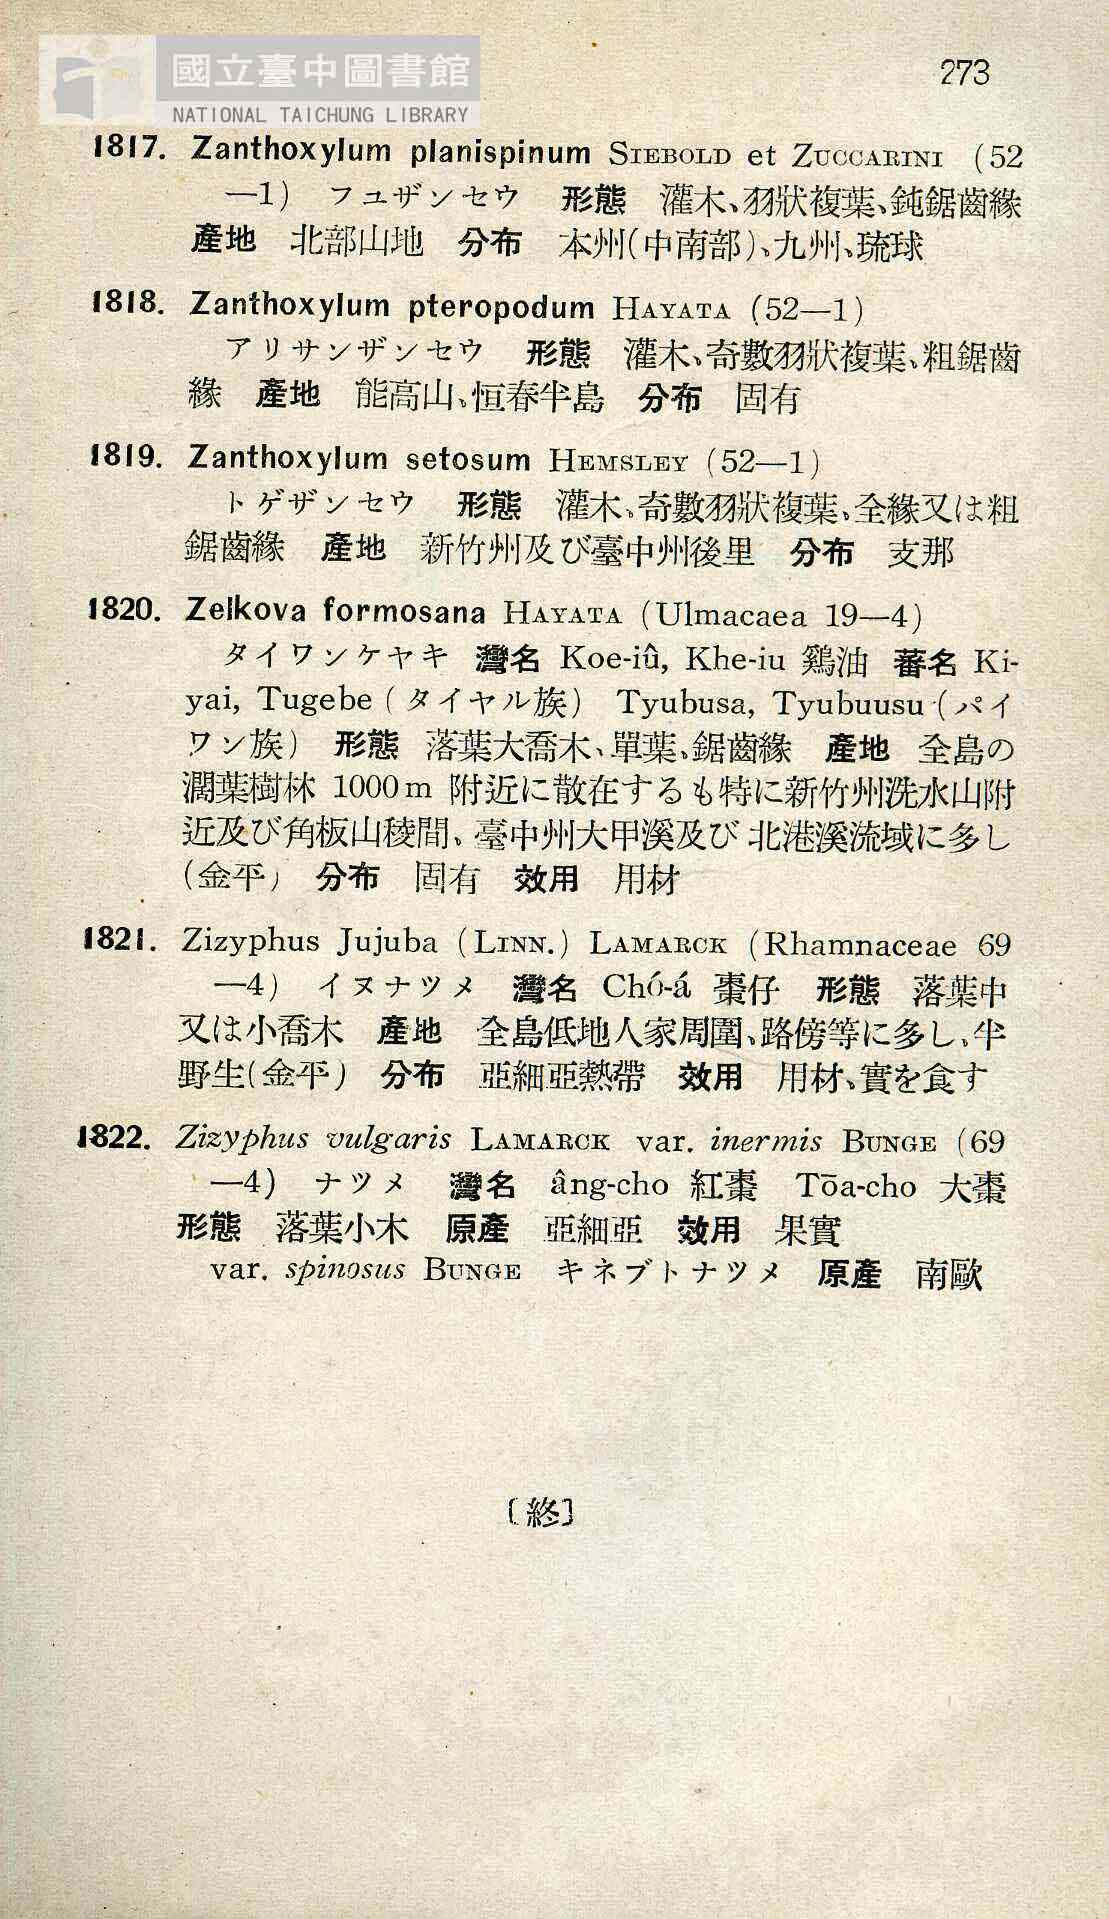 國立臺中圖書館
NATIONAL TAICHUNG LIBRARY
273
1817. Zanthoxylum planispinum SIEBOLD et ZUCCARINI (52
—1) フユザンセウ 形態 灌木、羽狀複葉、鈍鋸齒緣
產地 北部山地 分布 本州(中南部)、九州、琉球
1818. Zanthoxylum pteropodum HAYATA (52—1)
アリサンザンセウ 形態 灌木、奇數羽狀複葉、粗鋸齒
緣 產地 能高山、恒春半島 分布 固有
1819. Zanthoxylum setosum HEMSLEY (52—1)
トゲザンセウ 形態 灌木、奇數羽狀複葉、全緣又は粗
鋸齒緣 產地 新竹州及び臺中州後里 分布 支那
1820. Zelkova formosana HAYATA (Ulmacaea 19—4)
タイワンケヤキ 灣名 Koe-iû, Khe-iu 鷄油 蕃名 Ki-
yai, Tugebe (タイヤル族) Tyubusa, Tyubuusu (パイ
ワン族) 形態 落葉大喬木、單葉、鋸齒緣 產地 全島の
濶葉樹林 1000m 附近に散在するも特に新竹州洗水山附
近及び角板山稜間、臺中州大甲溪及び北港溪流域に多し
(金平) 分布 固有 效用 用材
1821. Zizyphus Jujuba (LINN.) LAMARCK (Rhamnaceae 69
—4) イヌナツメ 灣名 Chó-á 棗仔 形態 落葉中
又は小喬木 產地 全島低地人家周圍、路傍等に多し、半
野生(金平) 分布 亞細亞熱帶 效用 用材、實を食す
1822. Zizyphus vulgaris LAMARCK var. inermis BUNGE (69
—4) ナツメ 灣名 âng-cho 紅棗 Tōa-cho 大棗
形態 落葉小木 原產 亞細亞 效用 果實
var. spinosus BUNGE キネブトナツメ 原產 南歐
〔終〕